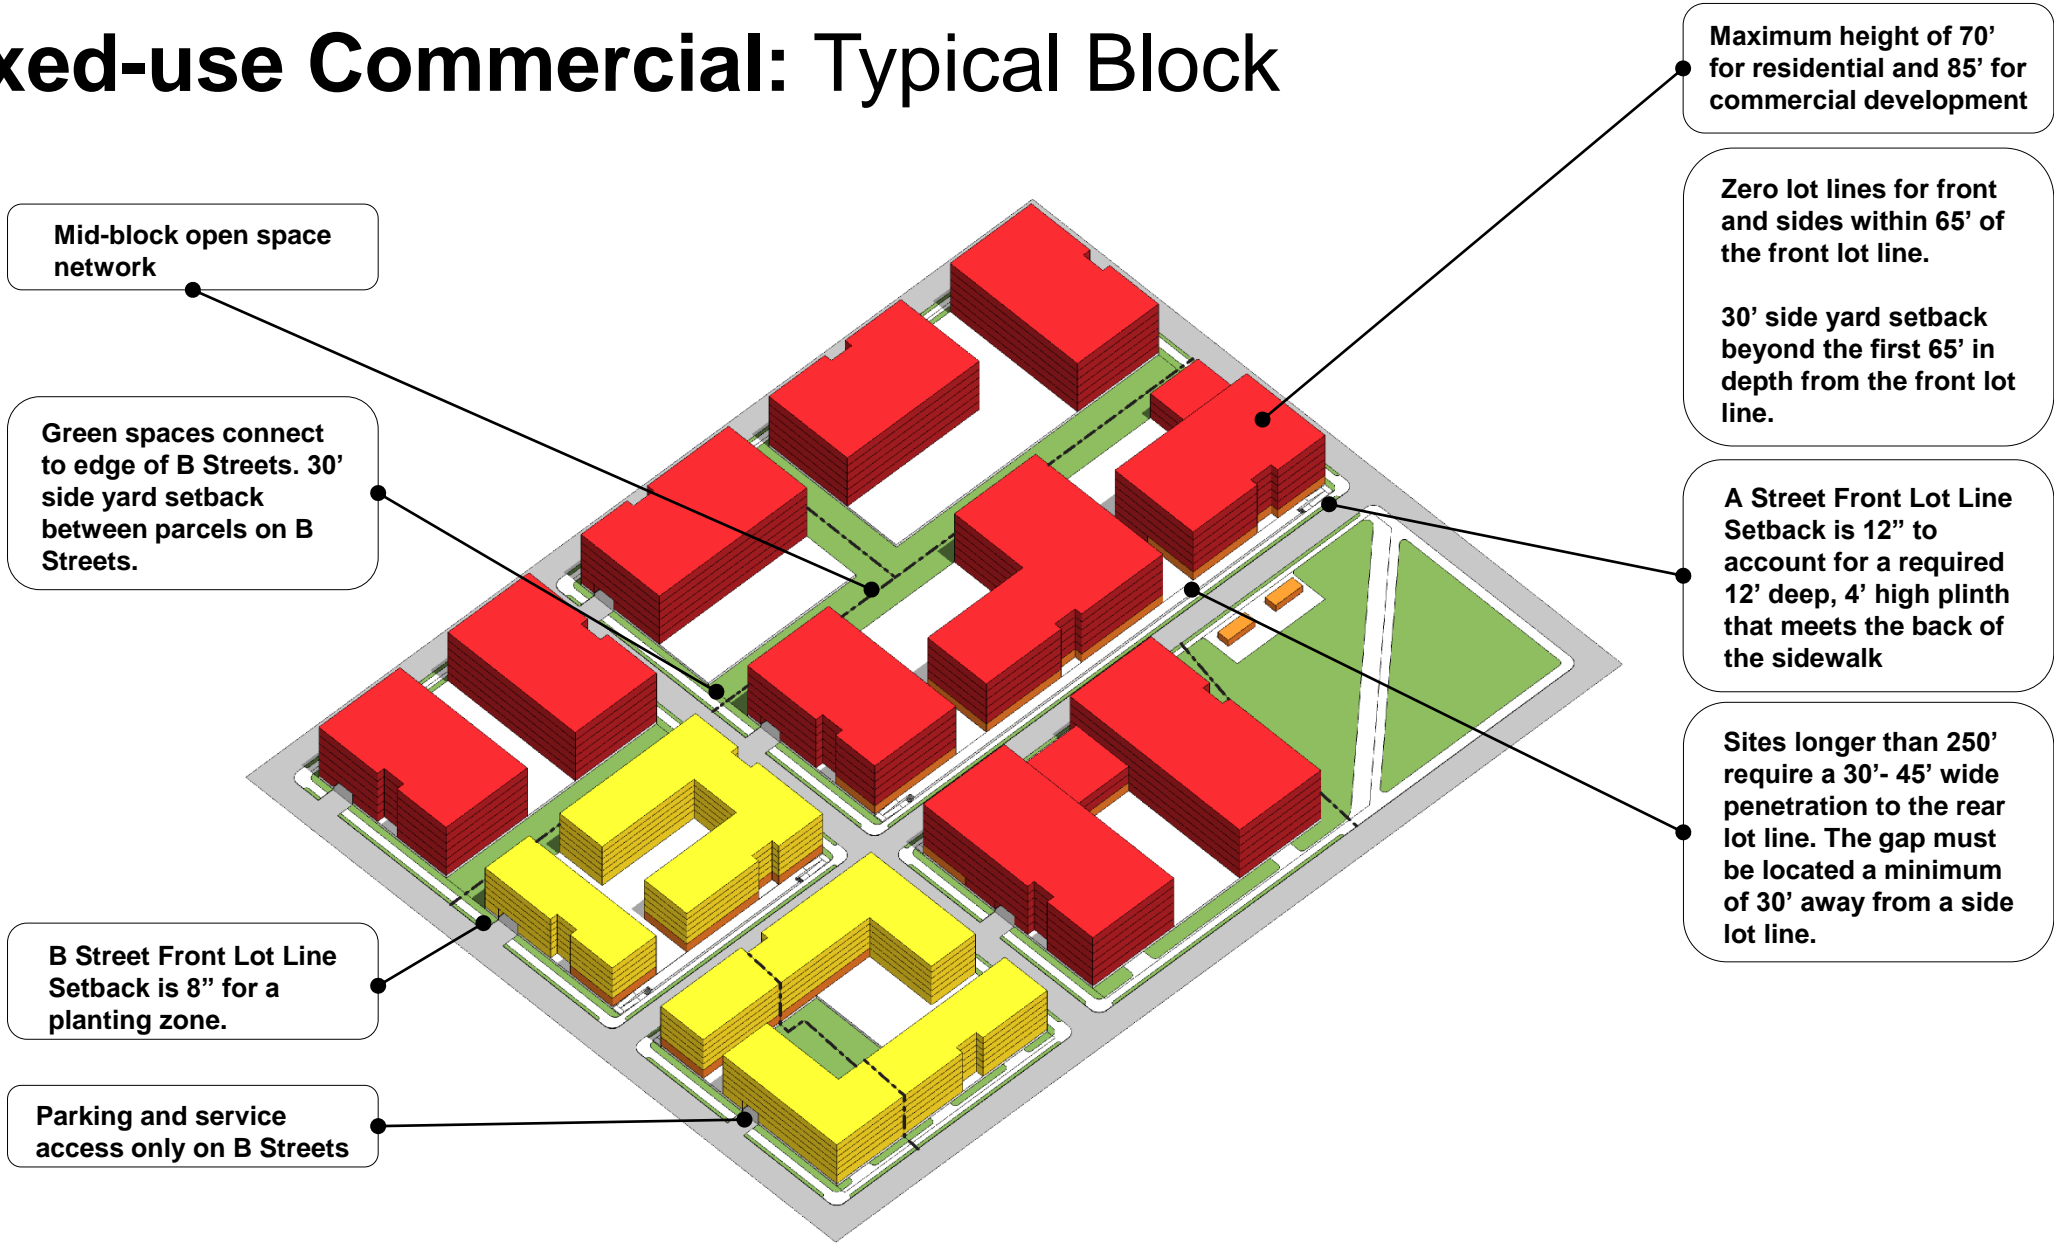 xed-use Commercial: Typical Block
Mid-block open space
network
Green spaces connect
to edge of B Streets. 30’
side yard setback
between parcels on B
Streets.
B Street Front Lot Line
Setback is 8” for a
planting zone.
Parking and service
access only on B Streets
Maximum height of 70’
for residential and 85’ for
commercial development
Zero lot lines for front
and sides within 65’ of
the front lot line.
30’ side yard setback
beyond the first 65’ in
depth from the front lot
line.
A Street Front Lot Line
Setback is 12” to
account for a required
12’ deep, 4’ high plinth
that meets the back of
the sidewalk
Sites longer than 250’
require a 30’- 45’ wide
penetration to the rear
lot line. The gap must
be located a minimum
of 30’ away from a side
lot line.